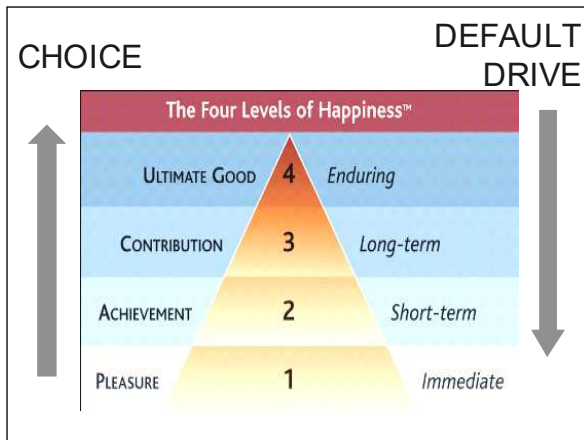 CHOICE
DEFAULT
DRIVE
The Four Levels of Happiness™
ULTIMATE GOOD 4 Enduring
CONTRIBUTION 3 Long-term
ACHIEVEMENT 2 Short-term
PLEASURE 1 Immediate